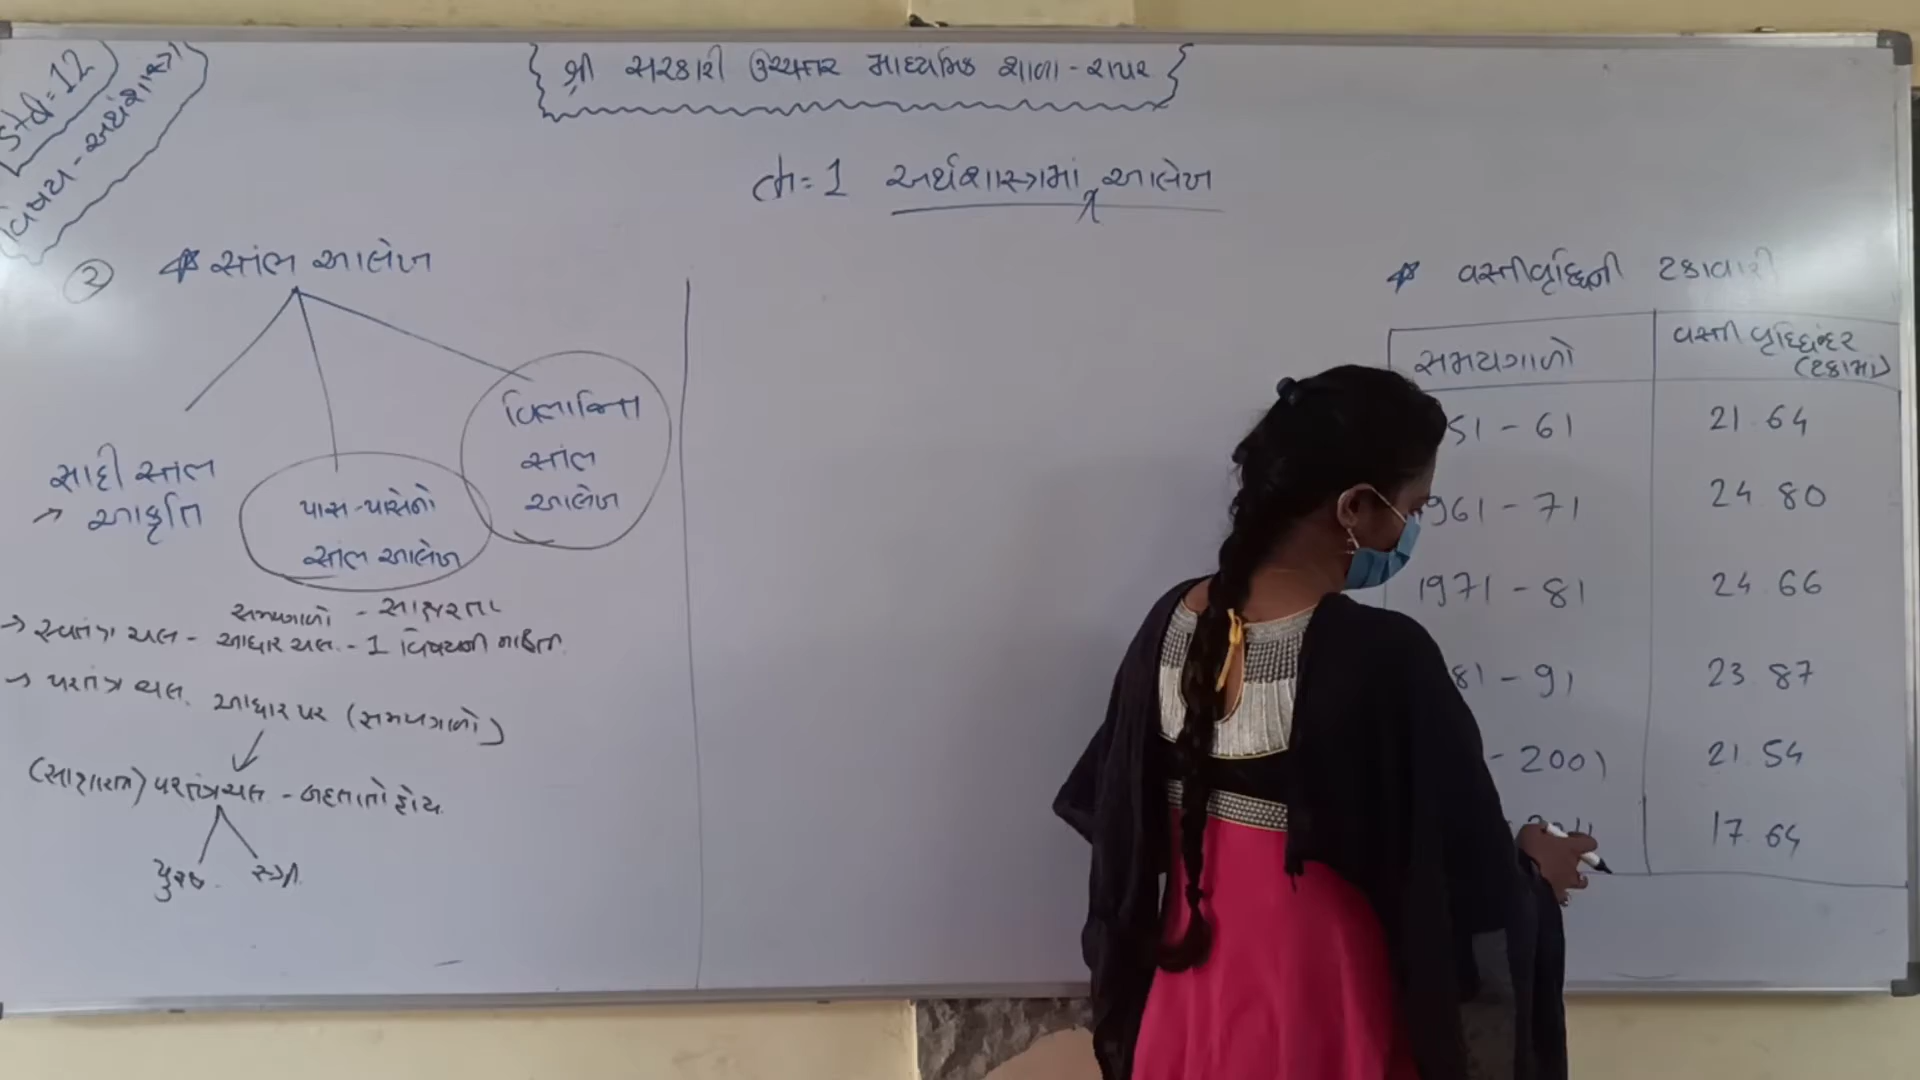 Std=12
વિષય - અર્થશાસ્ત્ર
શ્રી સરકારી ઉચ્ચતર માધ્યમિક શાળા - રાપર
ch=1 અર્થશાસ્ત્રમાં આલેખ
2
સ્તંભ આલેખ
સાદી સ્તંભ
→ આકૃતિ
પાસ-પાસેનો
સ્તંભ આલેખ
વિભાજિત
સ્તંભ
આલેખ
સમયગાળો - સાક્ષરતા
→ સ્વતંત્ર ચલ - આધાર ચલ - 1 વિષયની માહિતી
→ પરતંત્ર ચલ આધાર પર (સમયગાળો)
પરતંત્રચલ - બદલાતો હોય
પુરુષ સ્ત્રી
વસ્તીવૃદ્ધિની ટકાવારી
સમયગાળો વસ્તી વૃદ્ધિદર
(ટકામાં)
51 - 61 21.64
961 - 71 24.80
1971 - 81 24.66
81 - 91 23.87
- 2001 21.54
17.64